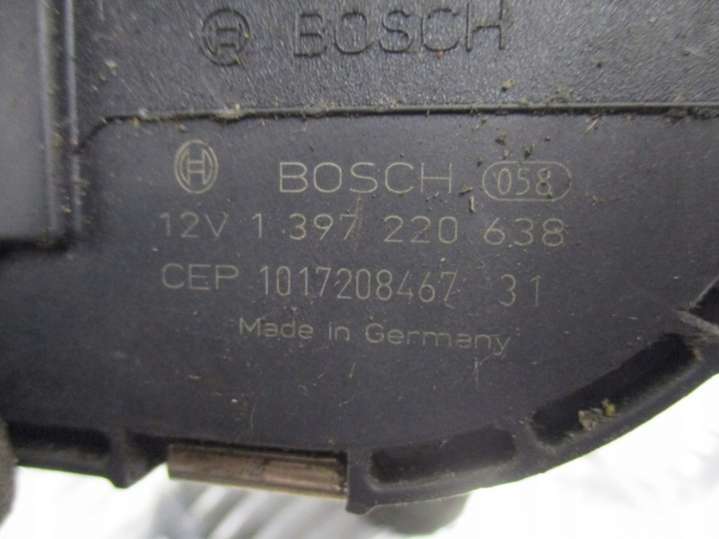 BOSCH
BOSCH 058
12V 1 397 220 638
CEP 1017208467 31
Made in Germany